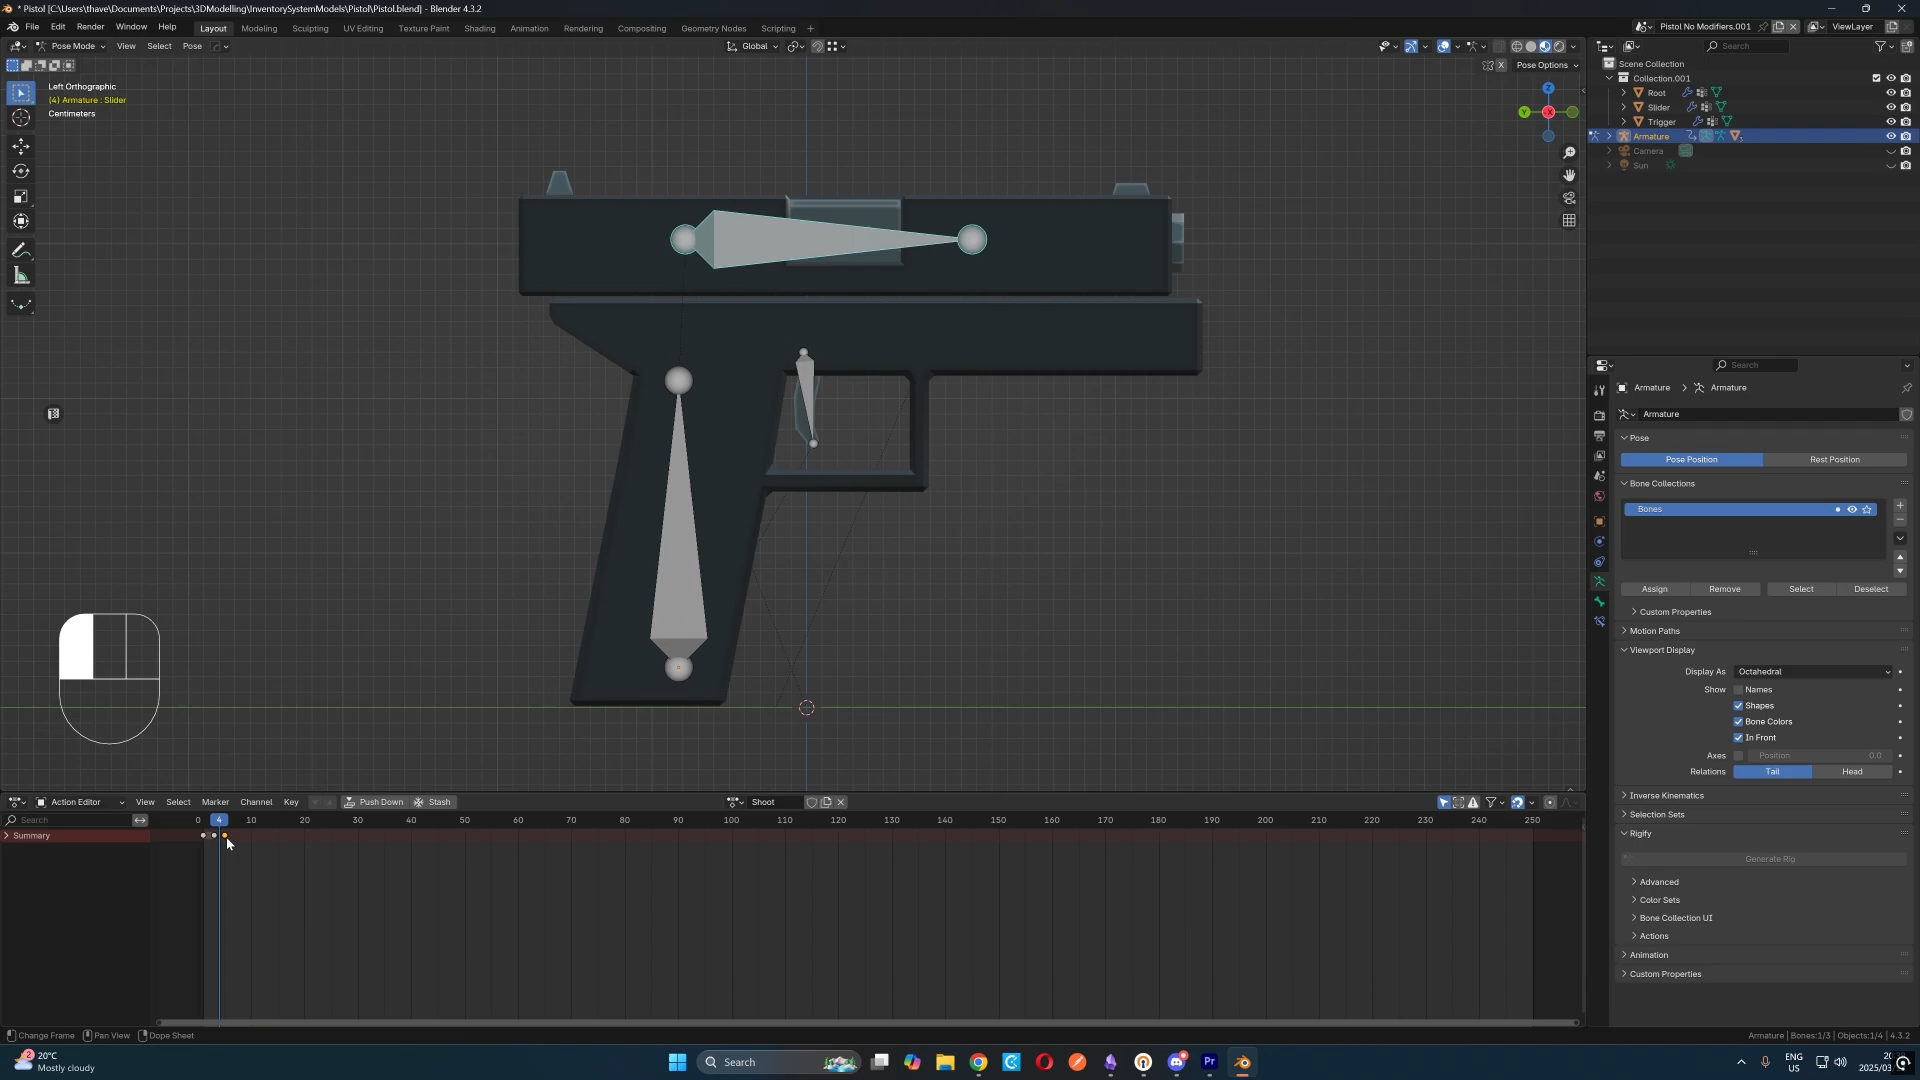 * Pistol [C:\Users\thave\Documents\Projects\3DModelling\InventorySystemModels\Pistol\Pistol.blend] - Blender 4.3.2
File Edit Render Window Help Layout Modeling Sculpting UV Editing Texture Paint Shading Animation Rendering Compositing Geometry Nodes Scripting + Pistol No Modifiers.001 ViewLayer
Pose Mode View Select Pose Global Search
X Pose Options
Left Orthographic
(4) Armature : Slider
Centimeters
Z
Y
X
Scene Collection
Collection.001
Root
Slider
Trigger
Armature
Camera
Sun
Search
Armature > Armature
Armature
Pose
Pose Position Rest Position
Bone Collections
Bones
Assign Remove Select Deselect
Custom Properties
Motion Paths
Viewport Display
Display As Octahedral
Show Names
Shapes
Bone Colors
In Front
Axes Position 0.0
Relations Tail Head
Inverse Kinematics
Selection Sets
Rigify
Generate Rig
Advanced
Color Sets
Bone Collection UI
Actions
Animation
Custom Properties
Action Editor View Select Marker Channel Key Push Down Stash Shoot
Search 0 4 10 20 30 40 50 60 70 80 90 100 110 120 130 140 150 160 170 180 190 200 210 220 230 240 250
Summary
Change Frame Pan View Dope Sheet Armature | Bones:1/3 | Objects:1/4 | 4.3.2
2 20°C
Mostly cloudy
Search
Pr
ENG
US
2025/03/